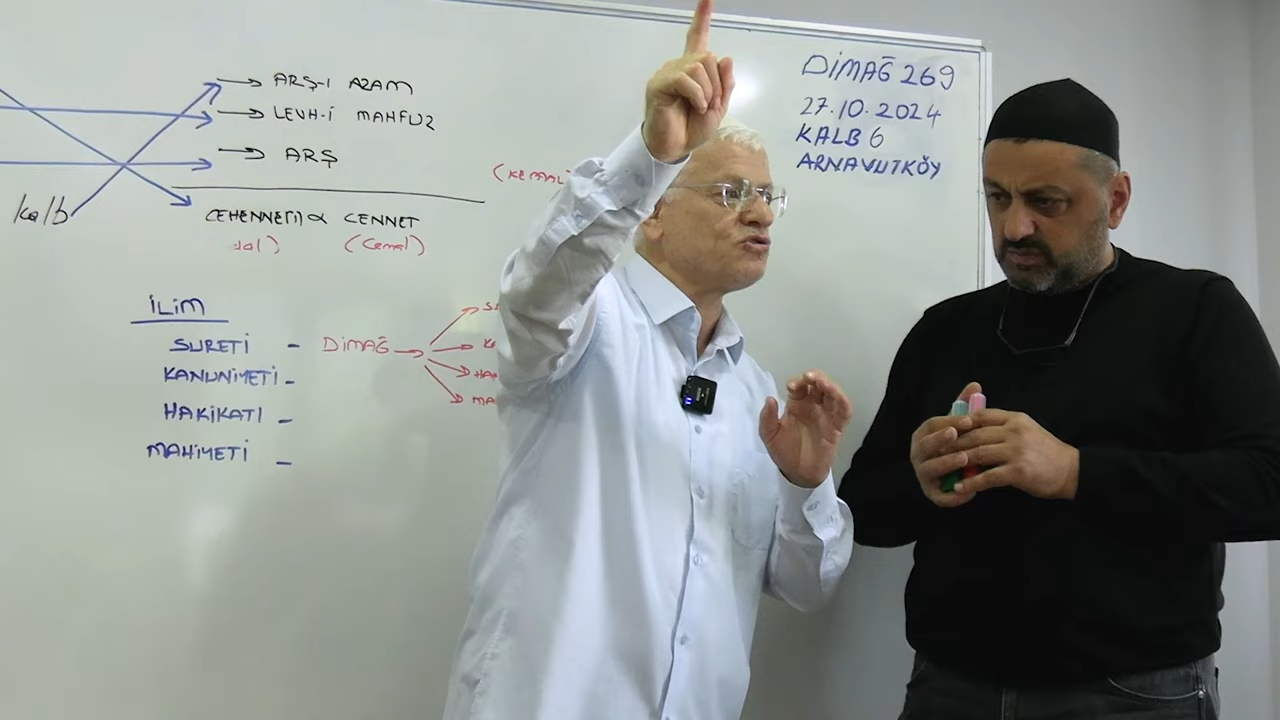 ARŞ-I AZAM
LEVH-İ MAHFUZ
ARŞ
Kalb
CEHENNEM CENNET
(Cemal)
(KEMAL
DİMAĞ 269
27.10.2024
KALB 6
ARNAVUTKÖY
İLİM
SURETİ -
KANUNİYETİ -
HAKİKATI -
MAHİYETİ -
DİMAĞ